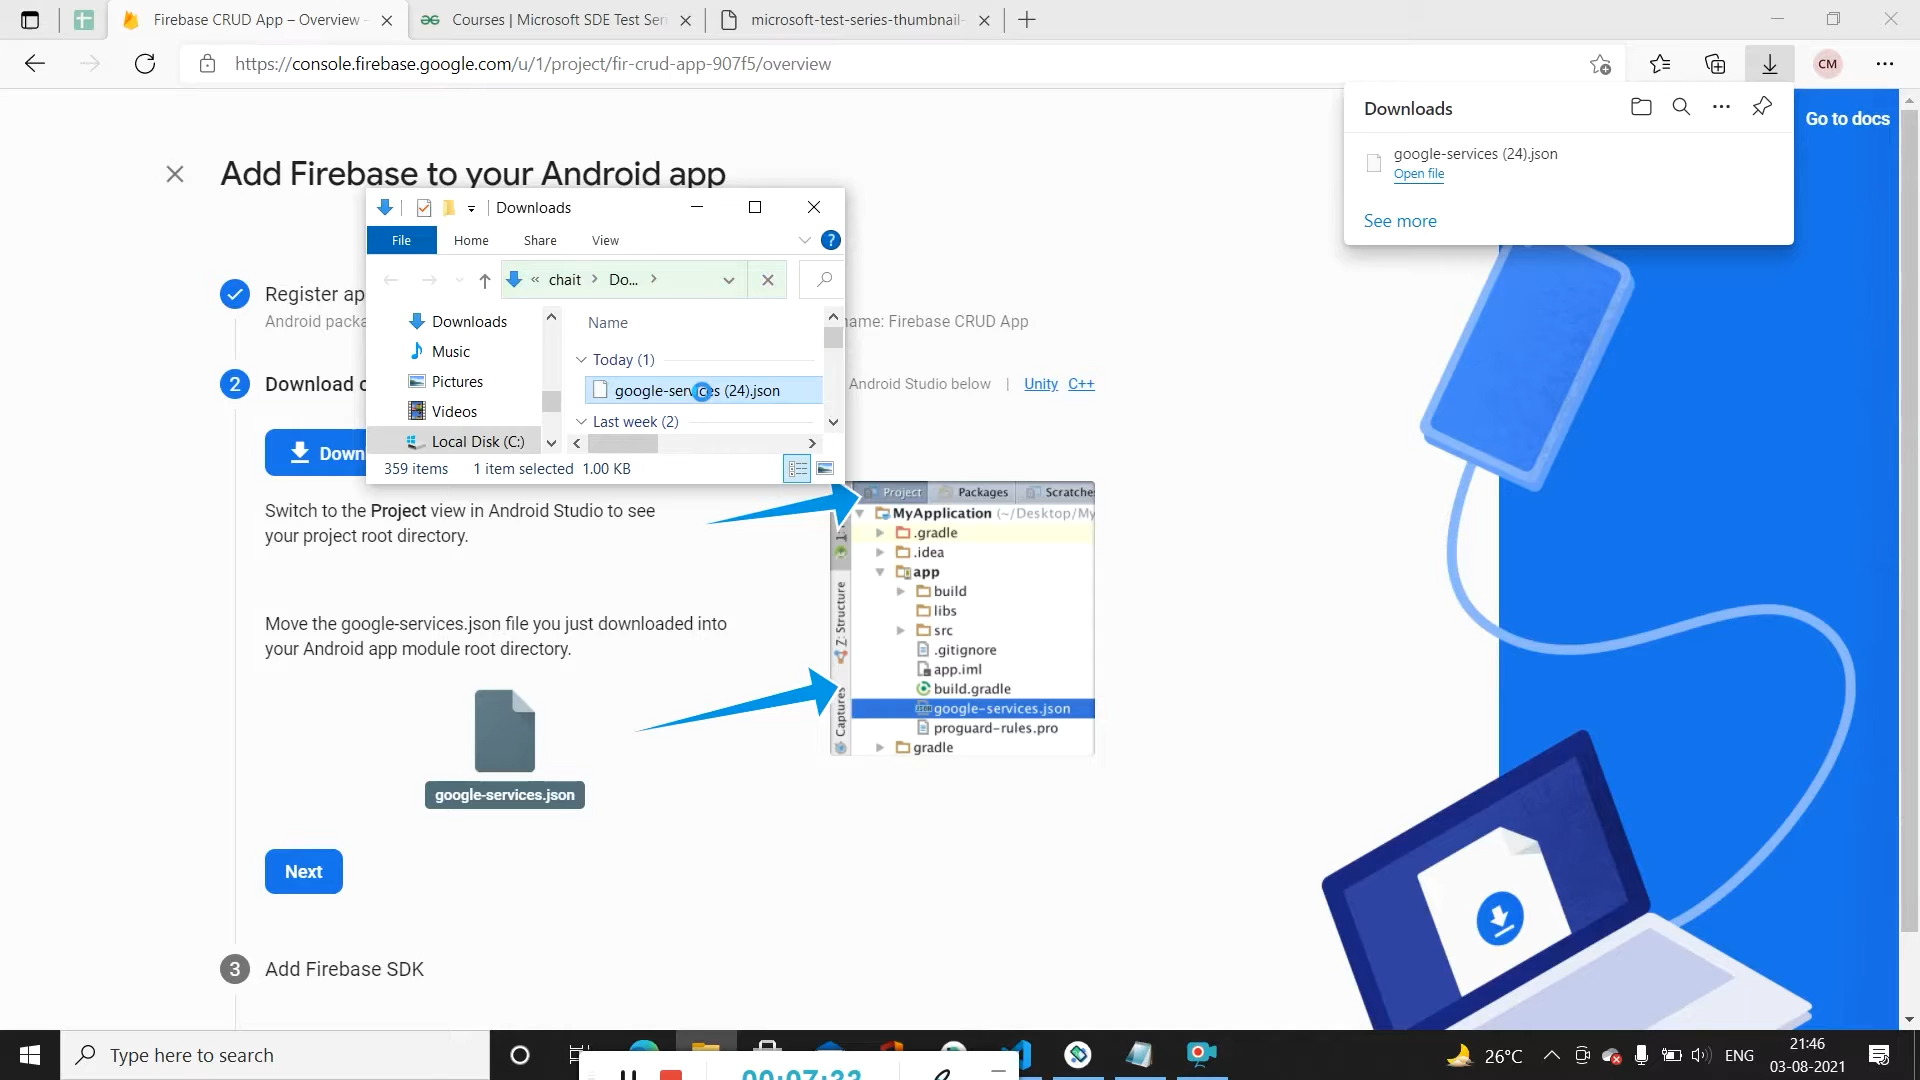 Firebase CRUD App – Overview -
Courses | Microsoft SDE Test Ser
microsoft-test-series-thumbnail-
https://console.firebase.google.com/u/1/project/fir-crud-app-907f5/overview
CM
Downloads
google-services (24).json
Open file
See more
Go to docs
Add Firebase to your Android app
Register ap
Android packa
name: Firebase CRUD App
2
Download c
Android Studio below | Unity C++
Down
Downloads
File Home Share View
« chait › Do... ›
Downloads
Music
Pictures
Videos
Local Disk (C:)
Name
Today (1)
google-services (24).json
Last week (2)
359 items 1 item selected 1.00 KB
Switch to the Project view in Android Studio to see
your project root directory.
Move the google-services.json file you just downloaded into
your Android app module root directory.
google-services.json
Project Packages Scratches
MyApplication (~/Desktop/My
.gradle
.idea
app
build
libs
src
.gitignore
app.iml
build.gradle
google-services.json
proguard-rules.pro
gradle
Z: Structure
Captures
Next
3 Add Firebase SDK
Type here to search
00:07:33
26°C
ENG
21:46
03-08-2021